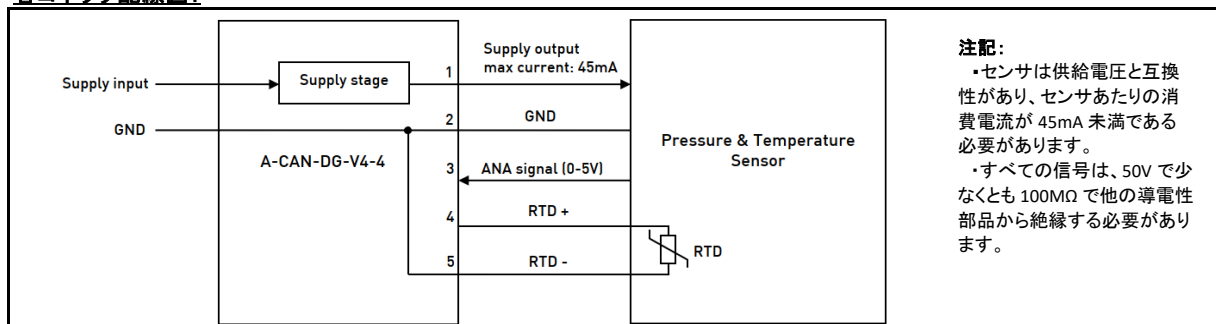 Supply input
GND
Supply stage
A-CAN-DG-V4-4
1
2
3
4
5
Supply output
max current: 45mA
GND
ANA signal (0-5V)
RTD +
RTD -
Pressure & Temperature
Sensor
RTD
注記:
・センサは供給電圧と互換
性があり、センサあたりの消
費電流が 45mA 未満である
必要があります。
・すべての信号は、50V で少
なくとも 100MΩ で他の導電性
部品から絶縁する必要があり
ます。